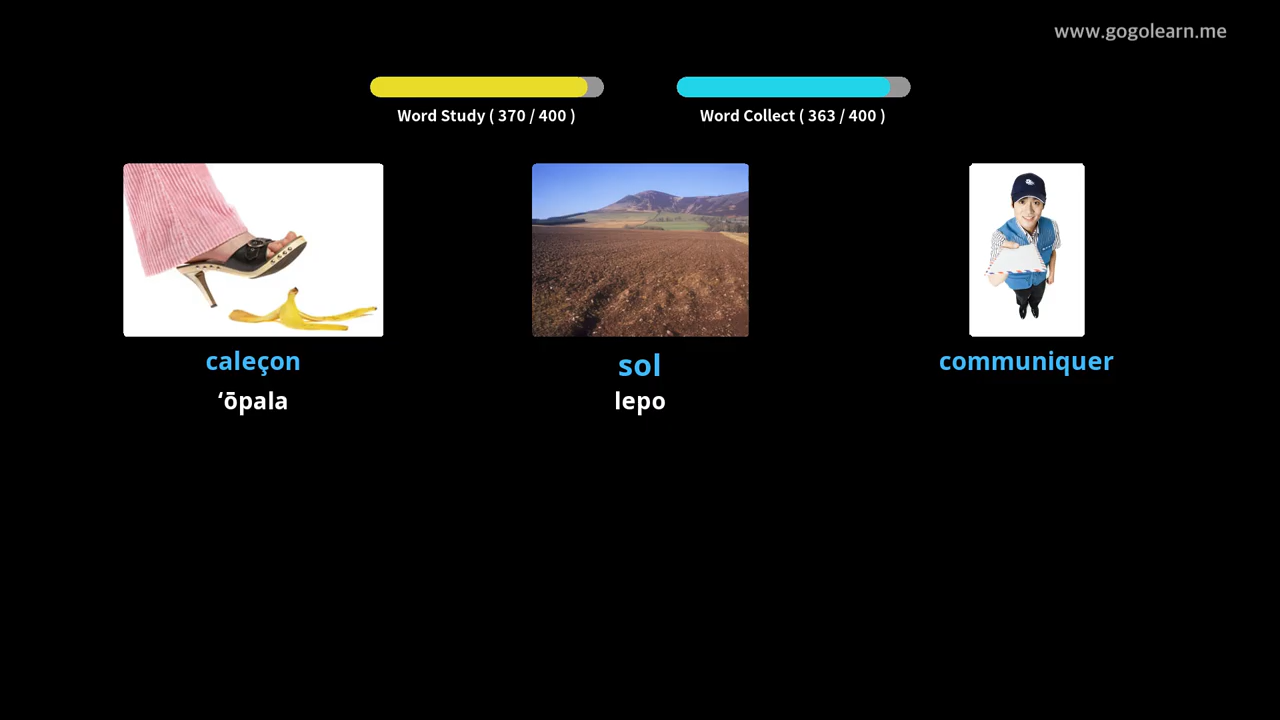 www.gogolearn.me
Word Study ( 370 / 400 )
Word Collect ( 363 / 400 )
caleçon
sol
communiquer
ʻōpala
lepo